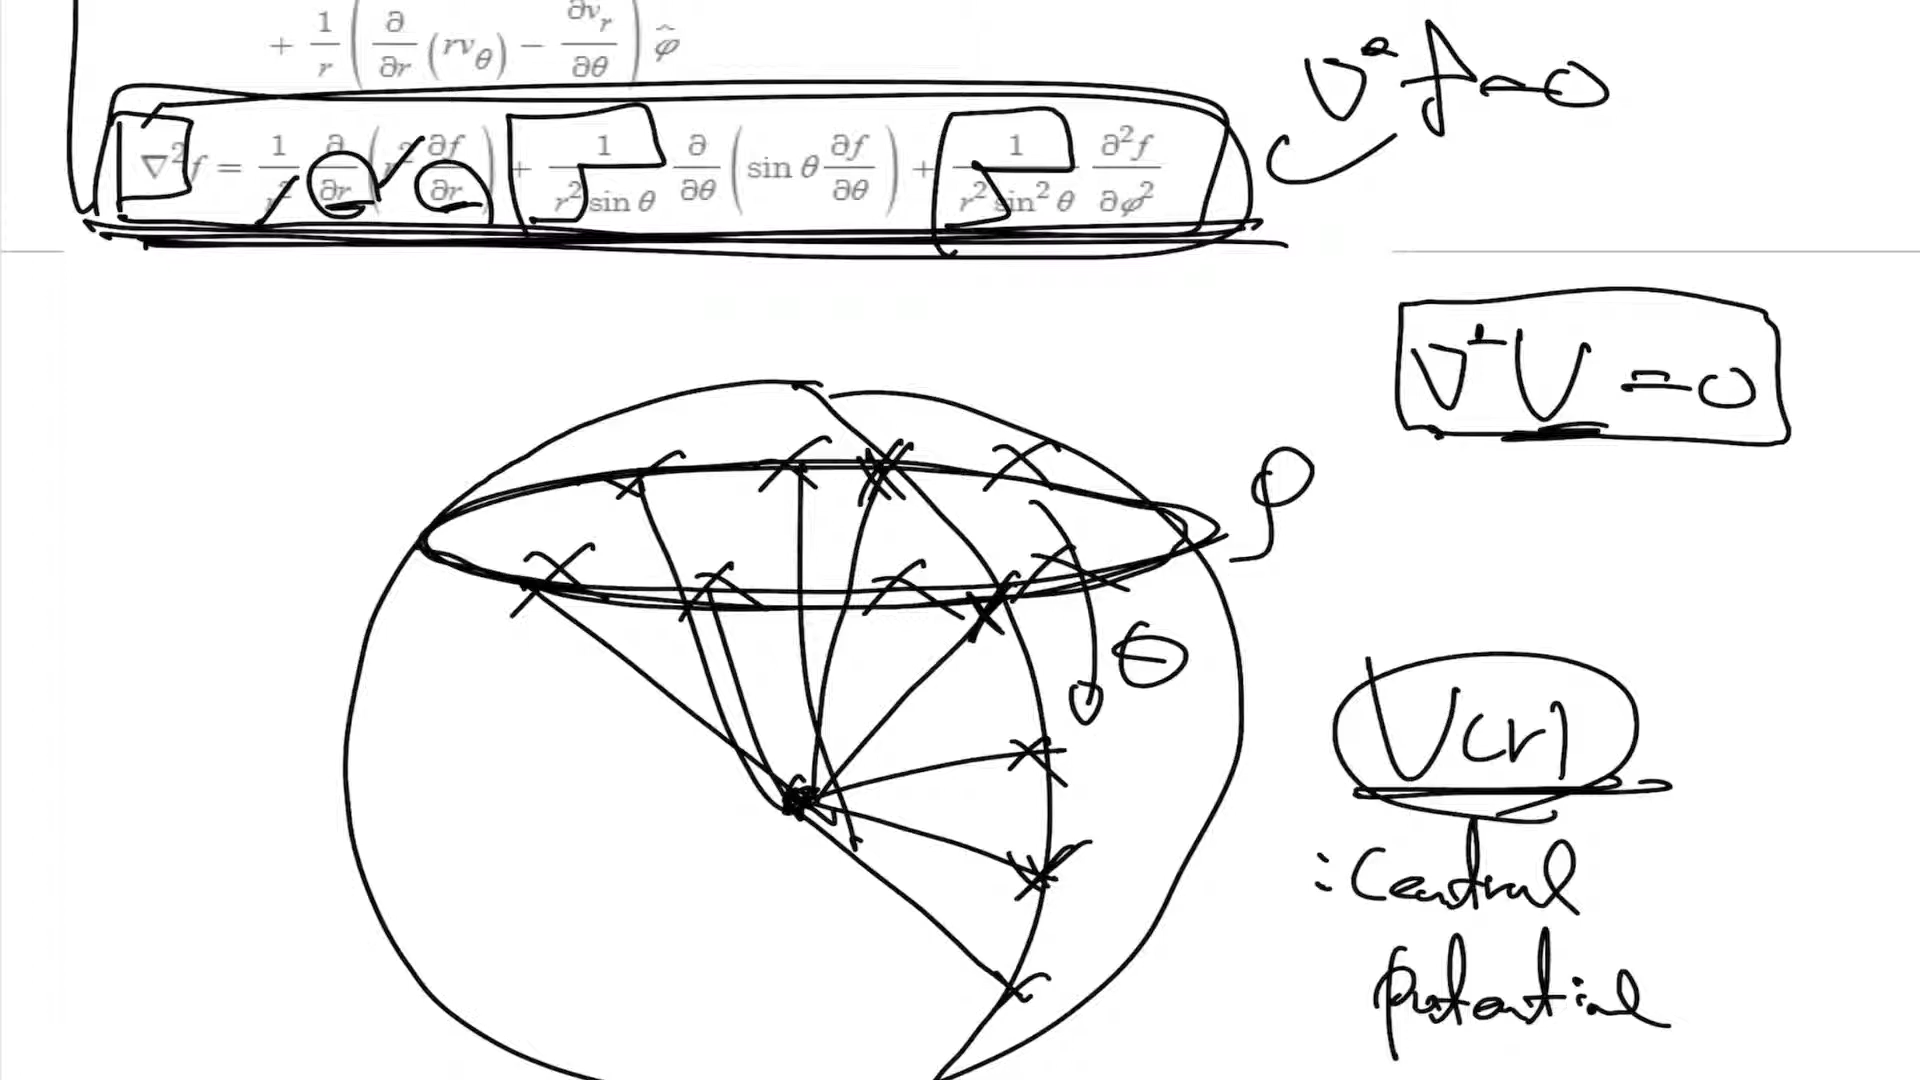 + 1/r ( ∂/∂r (rv_θ) − ∂v_r/∂θ ) φ̂
∇²f = 0
∇²f = 1/r² ∂/∂r (r² ∂f/∂r) + 1/(r² sin θ) ∂/∂θ (sin θ ∂f/∂θ) + 1/(r² sin² θ) ∂²f/∂φ²
∇²V = 0
φ
θ
V(r)
: Central
potential